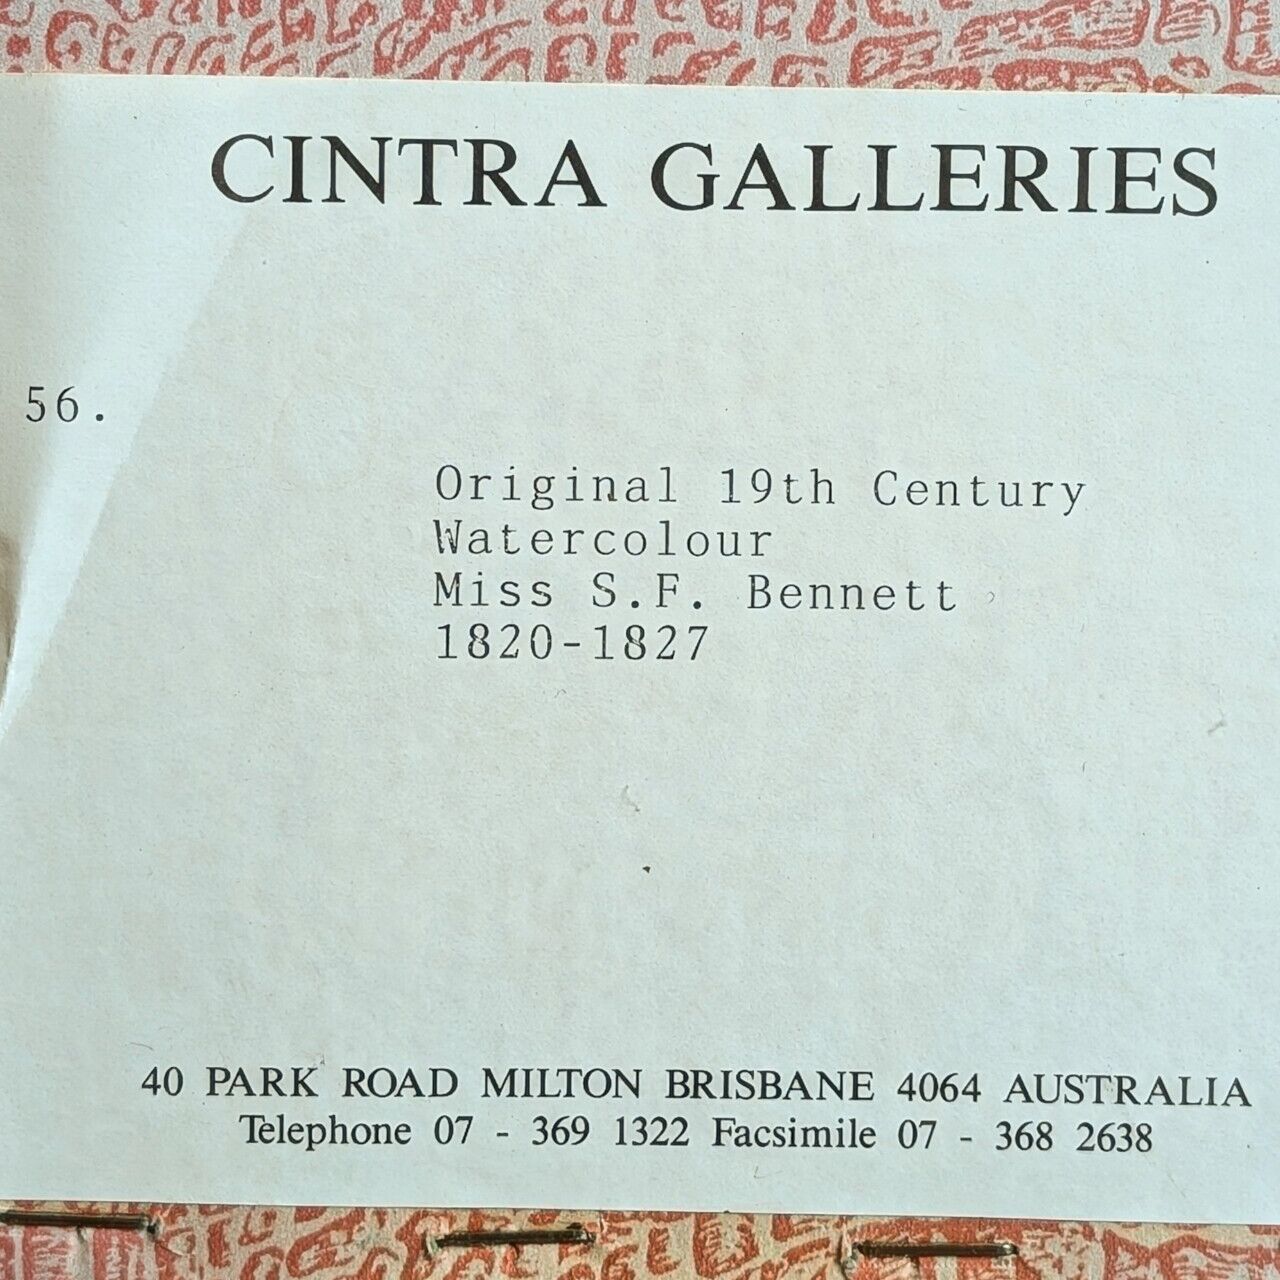 CINTRA GALLERIES
56.
Original 19th Century
Watercolour
Miss S.F. Bennett
1820-1827
40 PARK ROAD MILTON BRISBANE 4064 AUSTRALIA
Telephone 07 - 369 1322 Facsimile 07 - 368 2638